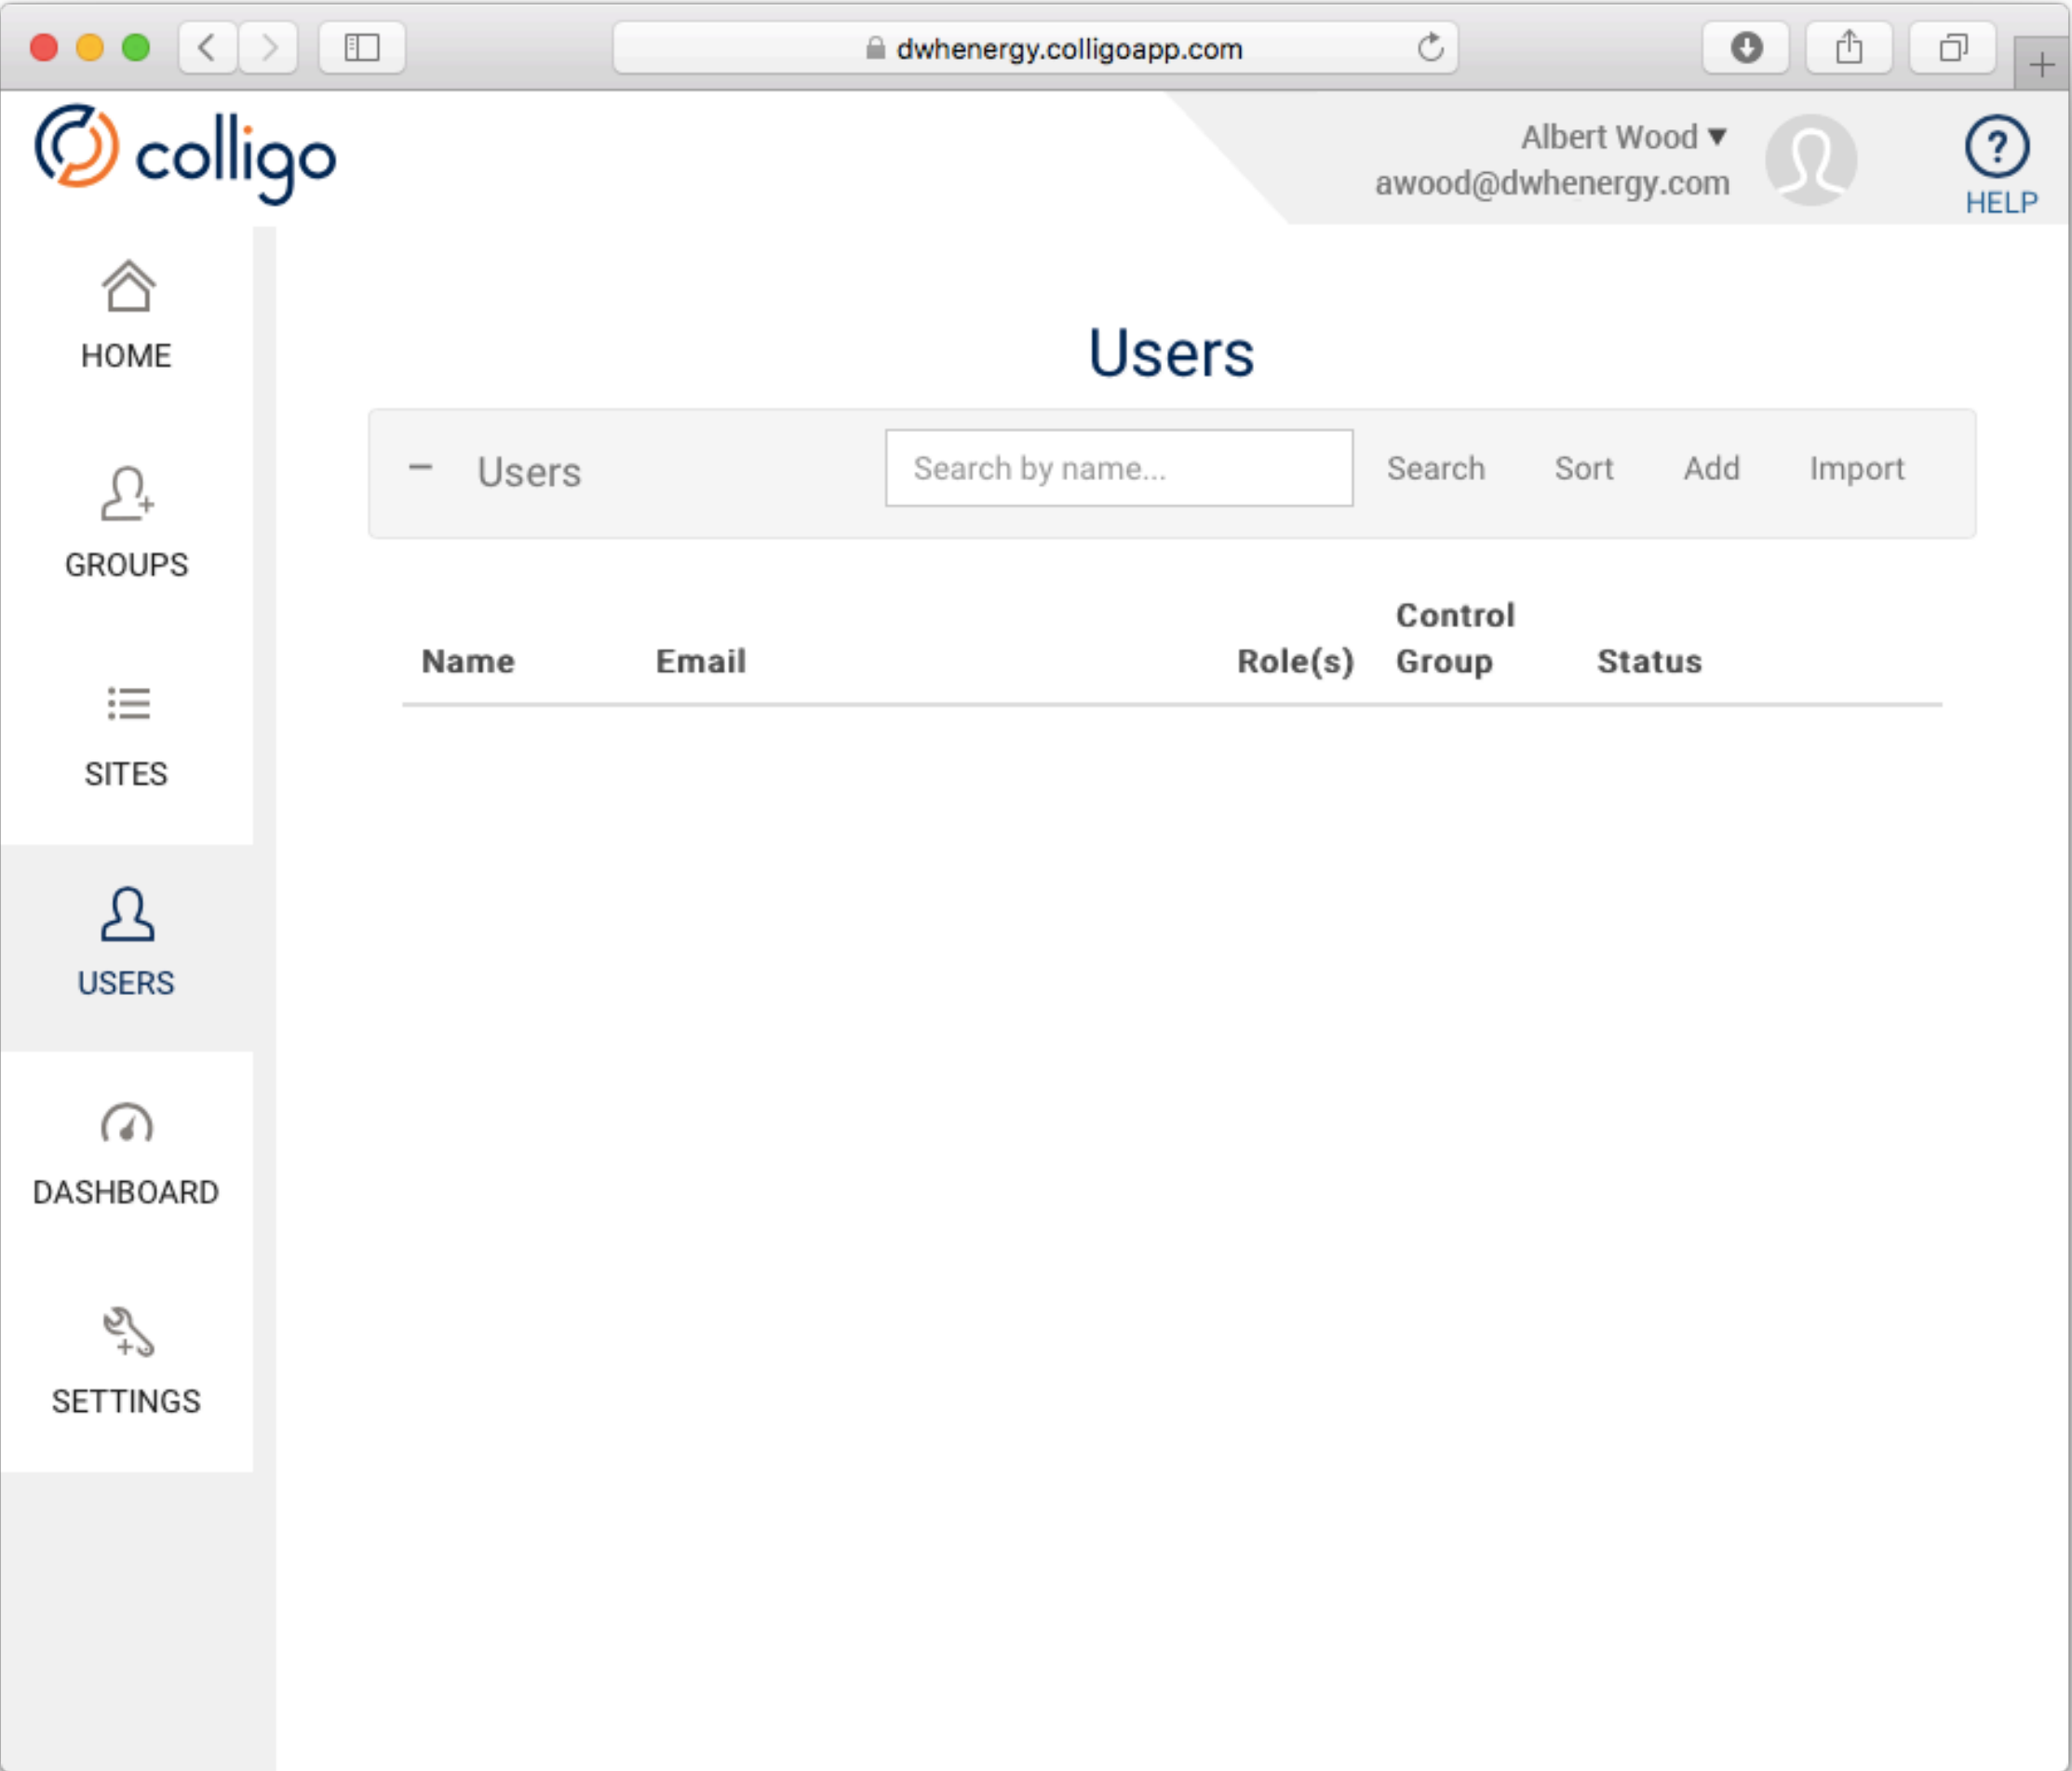 dwhenergy.colligoapp.com
colligo
Albert Wood ▼
awood@dwhenergy.com
?
HELP
HOME
GROUPS
SITES
USERS
DASHBOARD
SETTINGS
Users
− Users Search by name... Search Sort Add Import
Name Email Role(s) Control Group Status